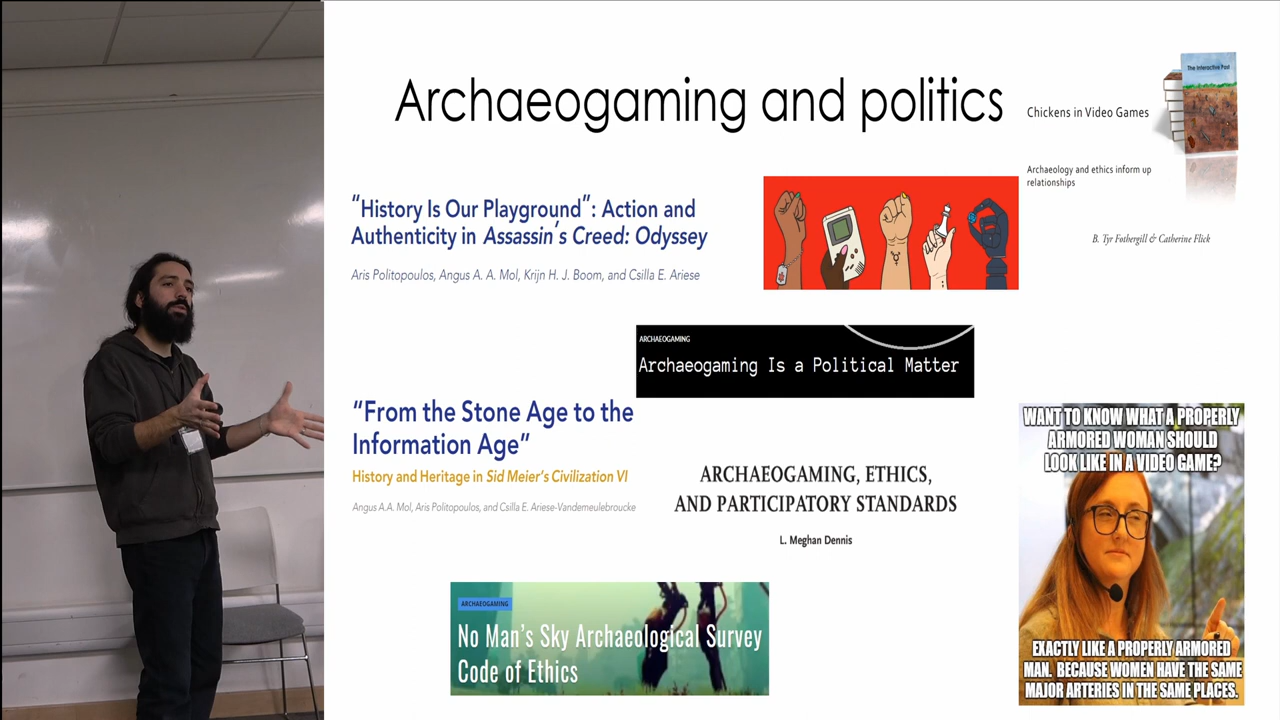 Archaeogaming and politics
The Interactive Past
Chickens in Video Games
Archaeology and ethics inform up
relationships
B. Tyr Fothergill & Catherine Flick
"History Is Our Playground": Action and
Authenticity in Assassin's Creed: Odyssey
Aris Politopoulos, Angus A. A. Mol, Krijn H. J. Boom, and Csilla E. Ariese
ARCHAEOGAMING
Archaeogaming Is a Political Matter
"From the Stone Age to the
Information Age"
History and Heritage in Sid Meier's Civilization VI
Angus A.A. Mol, Aris Politopoulos, and Csilla E. Ariese-Vandemeulebroucke
ARCHAEOGAMING, ETHICS,
AND PARTICIPATORY STANDARDS
L. Meghan Dennis
ARCHAEOGAMING
No Man's Sky Archaeological Survey
Code of Ethics
WANT TO KNOW WHAT A PROPERLY
ARMORED WOMAN SHOULD
LOOK LIKE IN A VIDEO GAME?
EXACTLY LIKE A PROPERLY ARMORED
MAN. BECAUSE WOMEN HAVE THE SAME
MAJOR ARTERIES IN THE SAME PLACES.